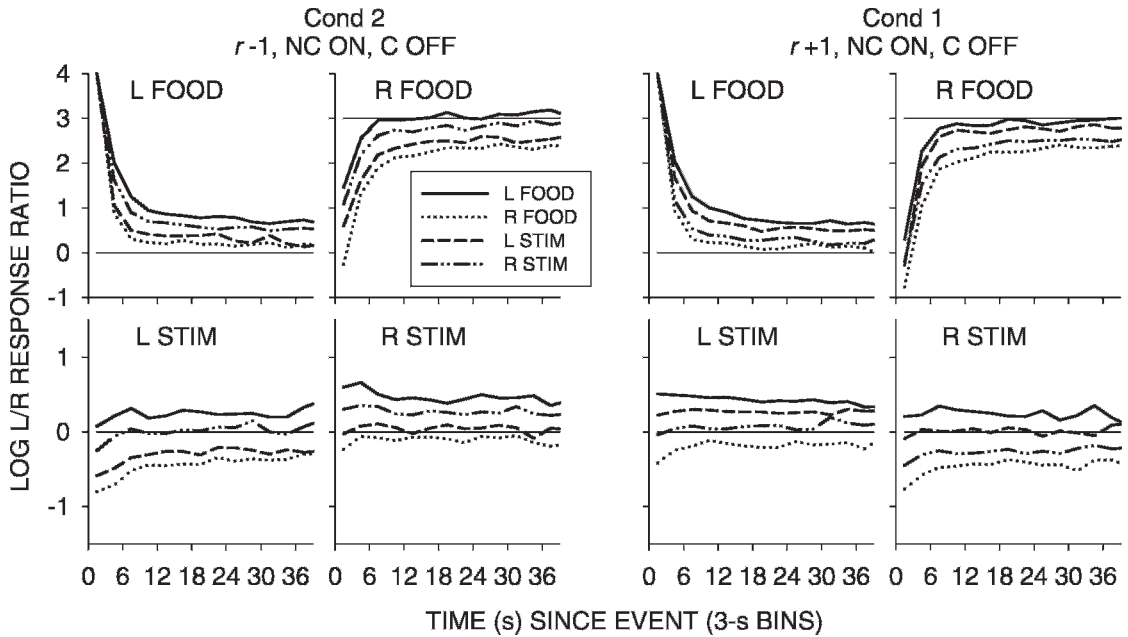 Cond 2
r -1, NC ON, C OFF
Cond 1
r +1, NC ON, C OFF
LOG L/R RESPONSE RATIO
4
3
2
1
0
-1
L FOOD
R FOOD
L FOOD
R FOOD
L FOOD
R FOOD
L STIM
R STIM
1
0
-1
L STIM
R STIM
L STIM
R STIM
0 6 12 18 24 30 36
0 6 12 18 24 30 36
0 6 12 18 24 30 36
0 6 12 18 24 30 36
TIME (s) SINCE EVENT (3-s BINS)